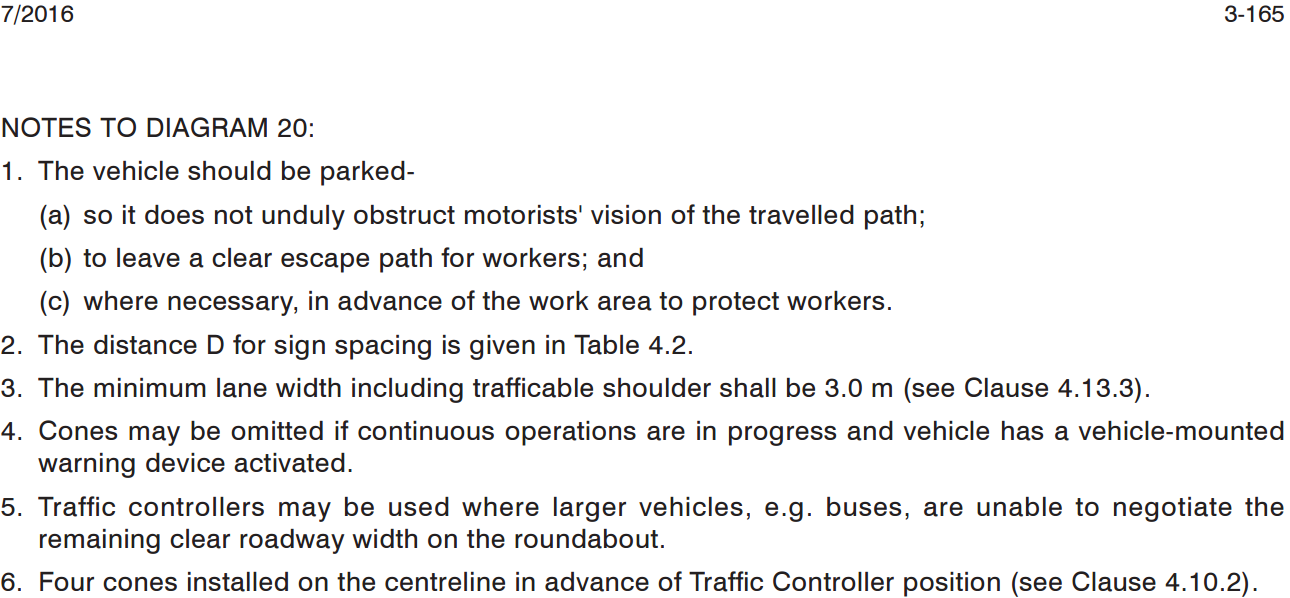 7/2016 3-165
NOTES TO DIAGRAM 20:
1. The vehicle should be parked-
(a) so it does not unduly obstruct motorists' vision of the travelled path;
(b) to leave a clear escape path for workers; and
(c) where necessary, in advance of the work area to protect workers.
2. The distance D for sign spacing is given in Table 4.2.
3. The minimum lane width including trafficable shoulder shall be 3.0 m (see Clause 4.13.3).
4. Cones may be omitted if continuous operations are in progress and vehicle has a vehicle-mounted
warning device activated.
5. Traffic controllers may be used where larger vehicles, e.g. buses, are unable to negotiate the
remaining clear roadway width on the roundabout.
6. Four cones installed on the centreline in advance of Traffic Controller position (see Clause 4.10.2).